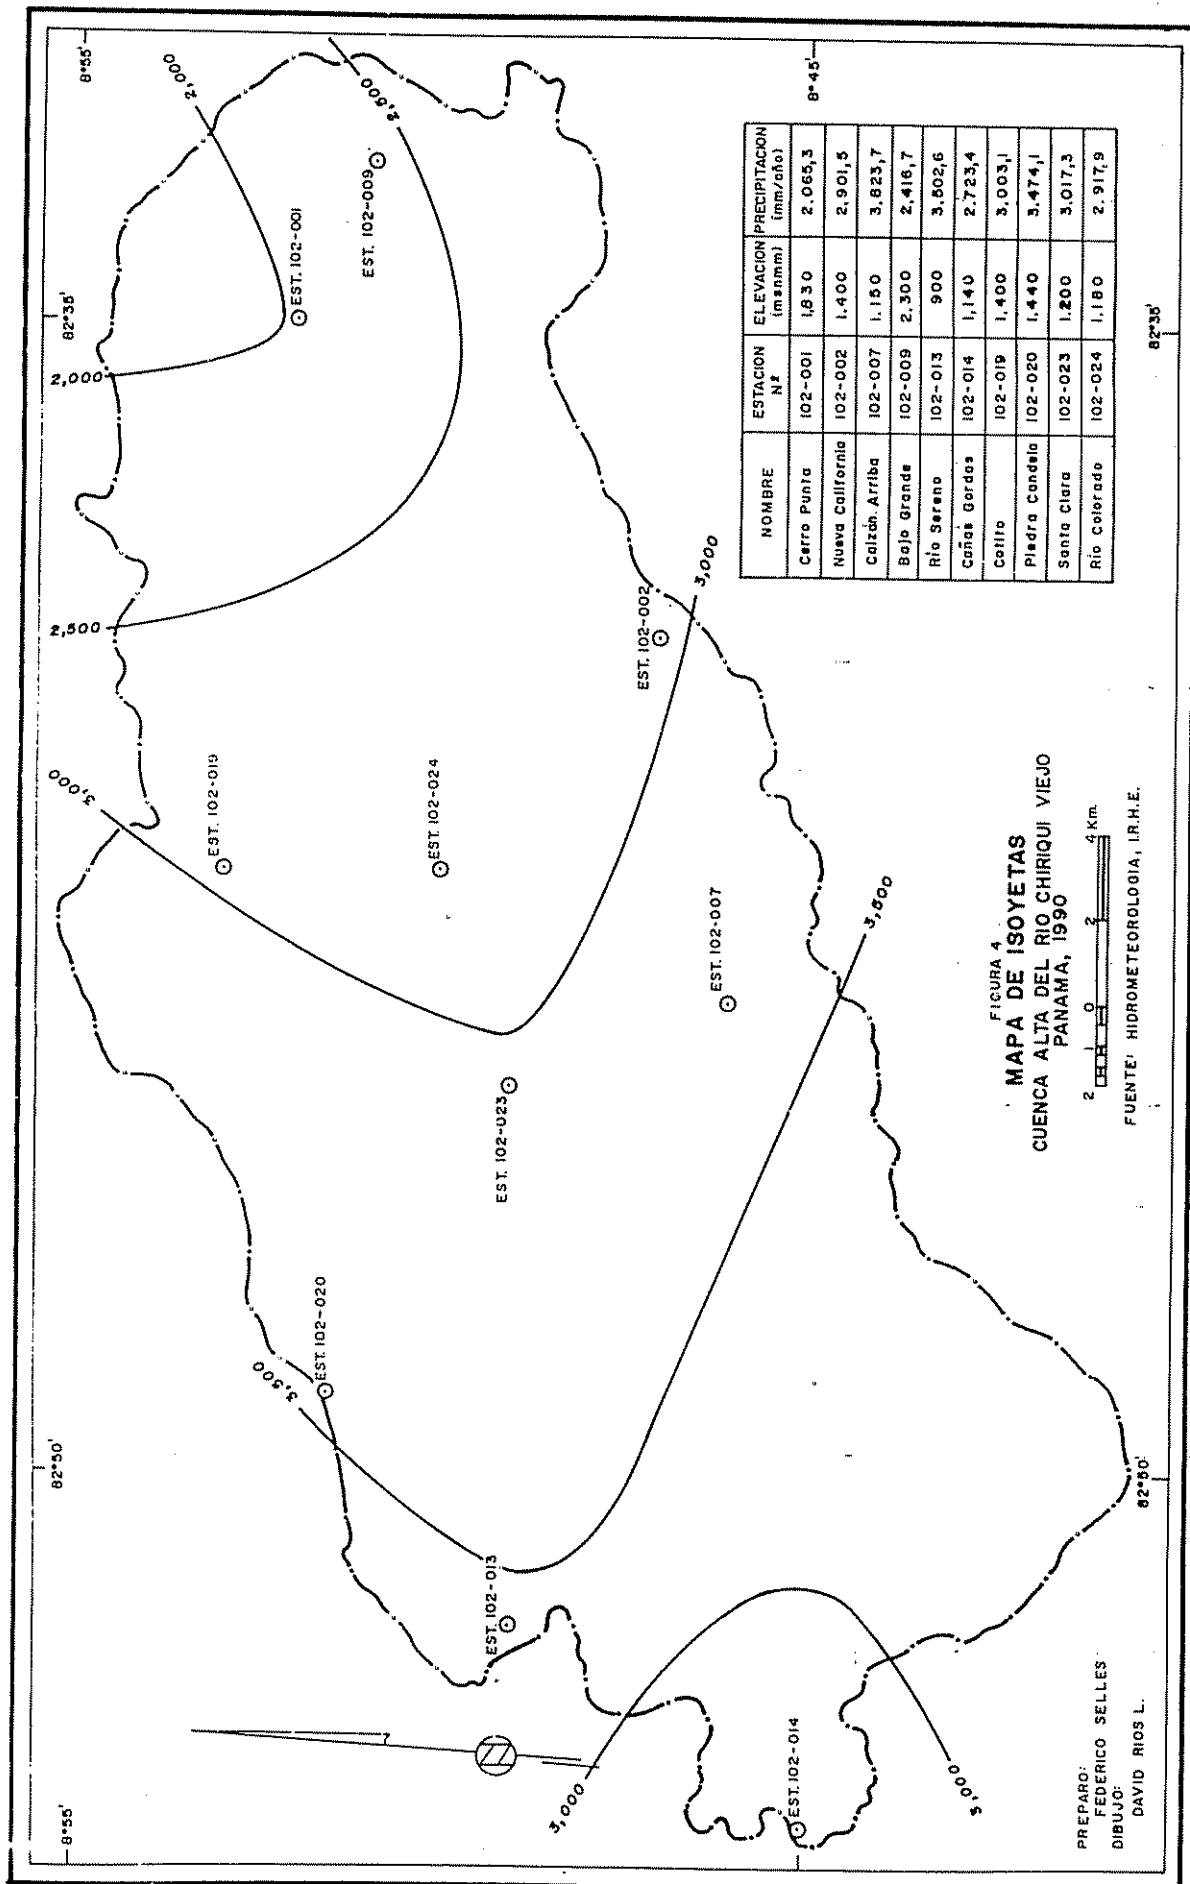 82°50'
82°35'
8°55'
8°55'
3,000
2,500
2,000
2,000
EST. 102-001
2,500
EST. 102-009
EST. 102-019
EST. 102-024
3,500
EST. 102-020
EST. 102-013
EST. 102-023
EST. 102-002
3,000
EST. 102-007
3,500
3,000
EST. 102-014
3,000
8°45'
NOMBRE ESTACION Nº ELEVACION (msnmm) PRECIPITACION (mm/año)
Cerro Punta 102-001 1,830 2.065,3
Nueva California 102-002 1.400 2,901,5
Calzón. Arriba 102-007 1.150 3.823,7
Bajo Grande 102-009 2,300 2,416,7
Río Sereno 102-013 900 3.502,6
Cañas Gordas 102-014 1,140 2.723,4
Cotito 102-019 1,400 3,003,1
Piedra Candela 102-020 1,440 3,474,1
Santa Clara 102-023 1.200 3.017,3
Río Colorado 102-024 1,180 2.917,9
FIGURA 4
MAPA DE ISOYETAS
CUENCA ALTA DEL RIO CHIRIQUI VIEJO
PANAMA, 1990
2 1 0 2 4 Km.
FUENTE: HIDROMETEOROLOGIA, I.R.H.E.
PREPARO:
FEDERICO SELLES
DIBUJO:
DAVID RIOS L.
82°50'
82°35'